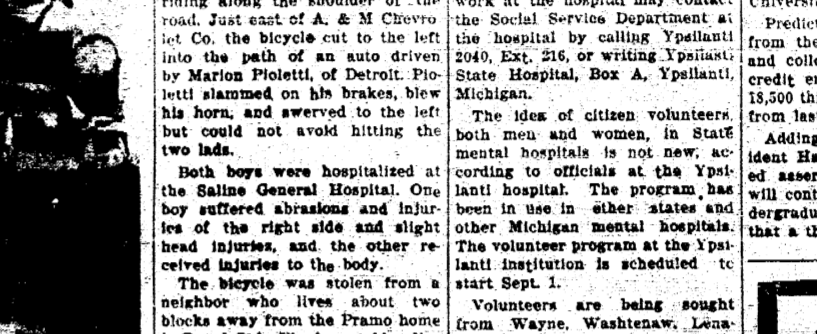 riding along the shoulder of the
road. Just east of A. & M Chevro
let Co. the bicycle cut to the left
into the path of an auto driven
by Marion Pioletti, of Detroit. Pio-
letti slammed on his brakes, blew
his horn, and swerved to the left
but could not avoid hitting the
two lads.
Both boys were hospitalized at
the Saline General Hospital. One
boy suffered abrasions and injur-
ies of the right side and slight
head injuries, and the other re-
ceived injuries to the body.
The bicycle was stolen from a
neighbor who lives about two
blocks away from the Pramo home
work at the hospital may contact
the Social Service Department at
the hospital by calling Ypsilanti
2040, Ext. 216, or writing Ypsilanti
State Hospital, Box A, Ypsilanti,
Michigan.
The idea of citizen volunteers,
both men and women, in State
mental hospitals is not new, ac-
cording to officials at the Ypsi-
lanti hospital. The program has
been in use in other states and
other Michigan mental hospitals.
The volunteer program at the Ypsi-
lanti institution is scheduled to
start Sept. 1.
Volunteers are being sought
from Wayne, Washtenaw, Lena-
Universi
Predic
from the
and coll
credit e
18,500 th
from las
Adding
ident Ha
ed asser
will cont
dergradu
that a th